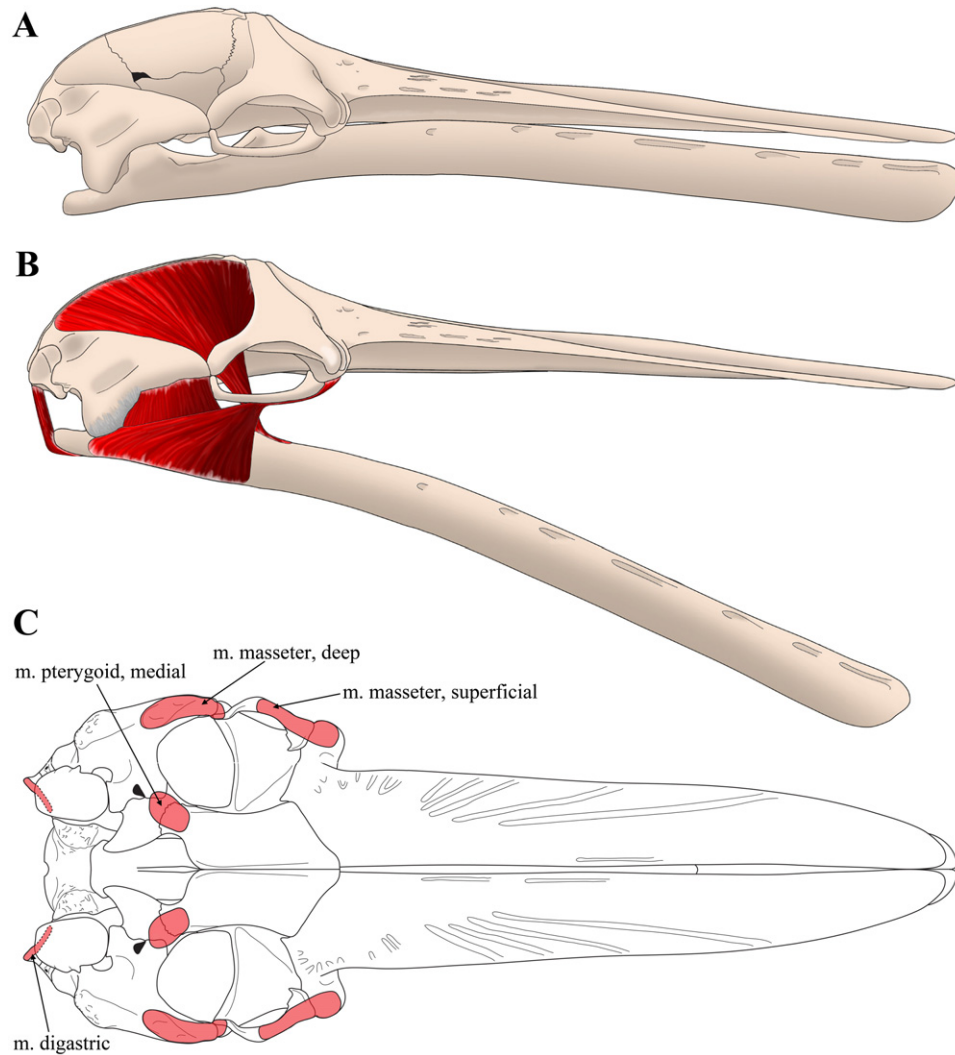 A
B
C
m. masseter, deep
m. pterygoid, medial
m. masseter, superficial
m. digastric